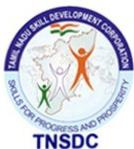 TAMIL NADU SKILL DEVELOPMENT CORPORATION
SKILLS FOR PROGRESS AND PROSPERITY
TNSDC